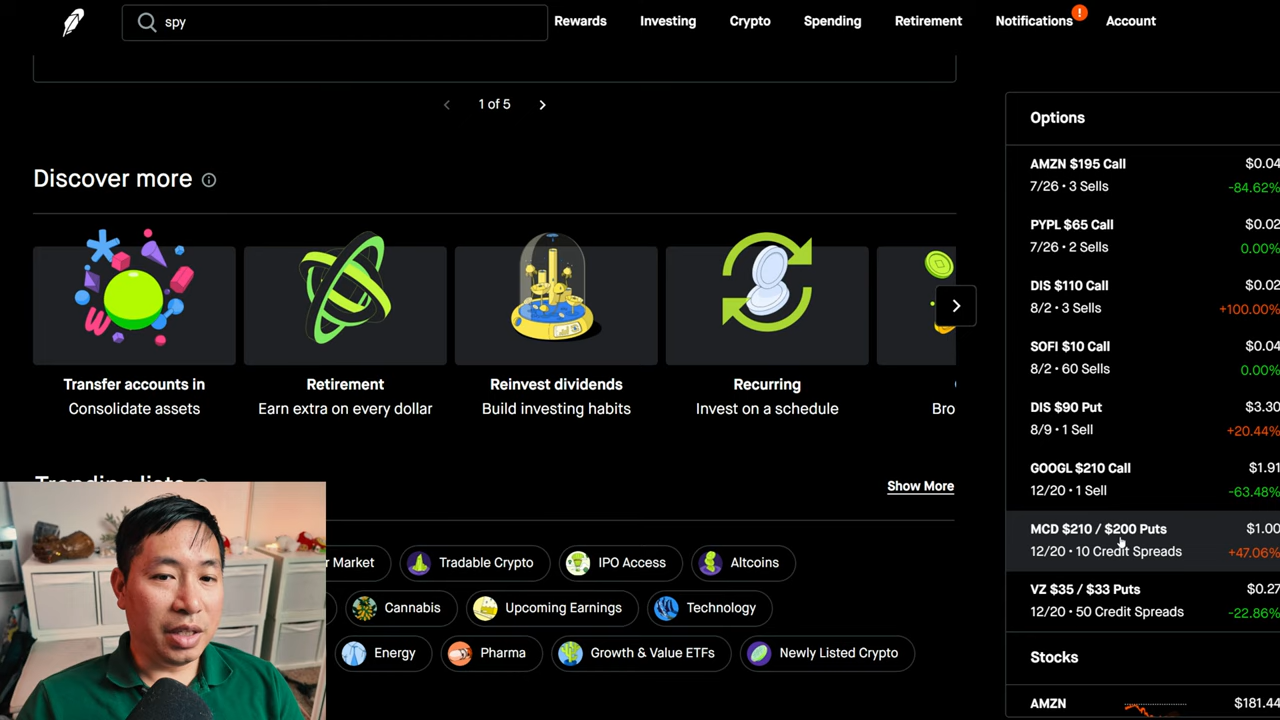 spy
Rewards
Investing
Crypto
Spending
Retirement
Notifications
!
Account
1 of 5
Discover more
Transfer accounts in
Consolidate assets
Retirement
Earn extra on every dollar
Reinvest dividends
Build investing habits
Recurring
Invest on a schedule
Bro
Trending lists
Show More
Market
Tradable Crypto
IPO Access
Altcoins
Cannabis
Upcoming Earnings
Technology
Energy
Pharma
Growth & Value ETFs
Newly Listed Crypto
Options
AMZN $195 Call $0.04
7/26 • 3 Sells -84.62%
PYPL $65 Call $0.02
7/26 • 2 Sells 0.00%
DIS $110 Call $0.02
8/2 • 3 Sells +100.00%
SOFI $10 Call $0.04
8/2 • 60 Sells 0.00%
DIS $90 Put $3.30
8/9 • 1 Sell +20.44%
GOOGL $210 Call $1.91
12/20 • 1 Sell -63.48%
MCD $210 / $200 Puts $1.00
12/20 • 10 Credit Spreads +47.06%
VZ $35 / $33 Puts $0.27
12/20 • 50 Credit Spreads -22.86%
Stocks
AMZN $181.44